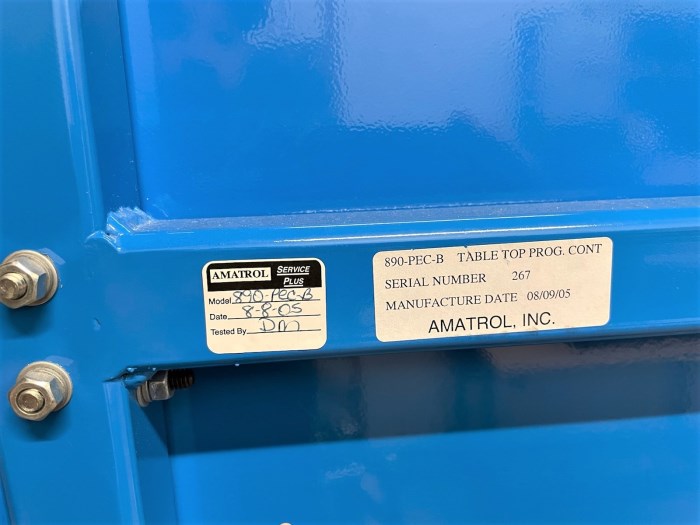 AMATROL SERVICE PLUS
Model 890-PEC-B
Date 8-8-05
Tested By DM
890-PEC-B TABLE TOP PROG. CONT
SERIAL NUMBER 267
MANUFACTURE DATE 08/09/05
AMATROL, INC.